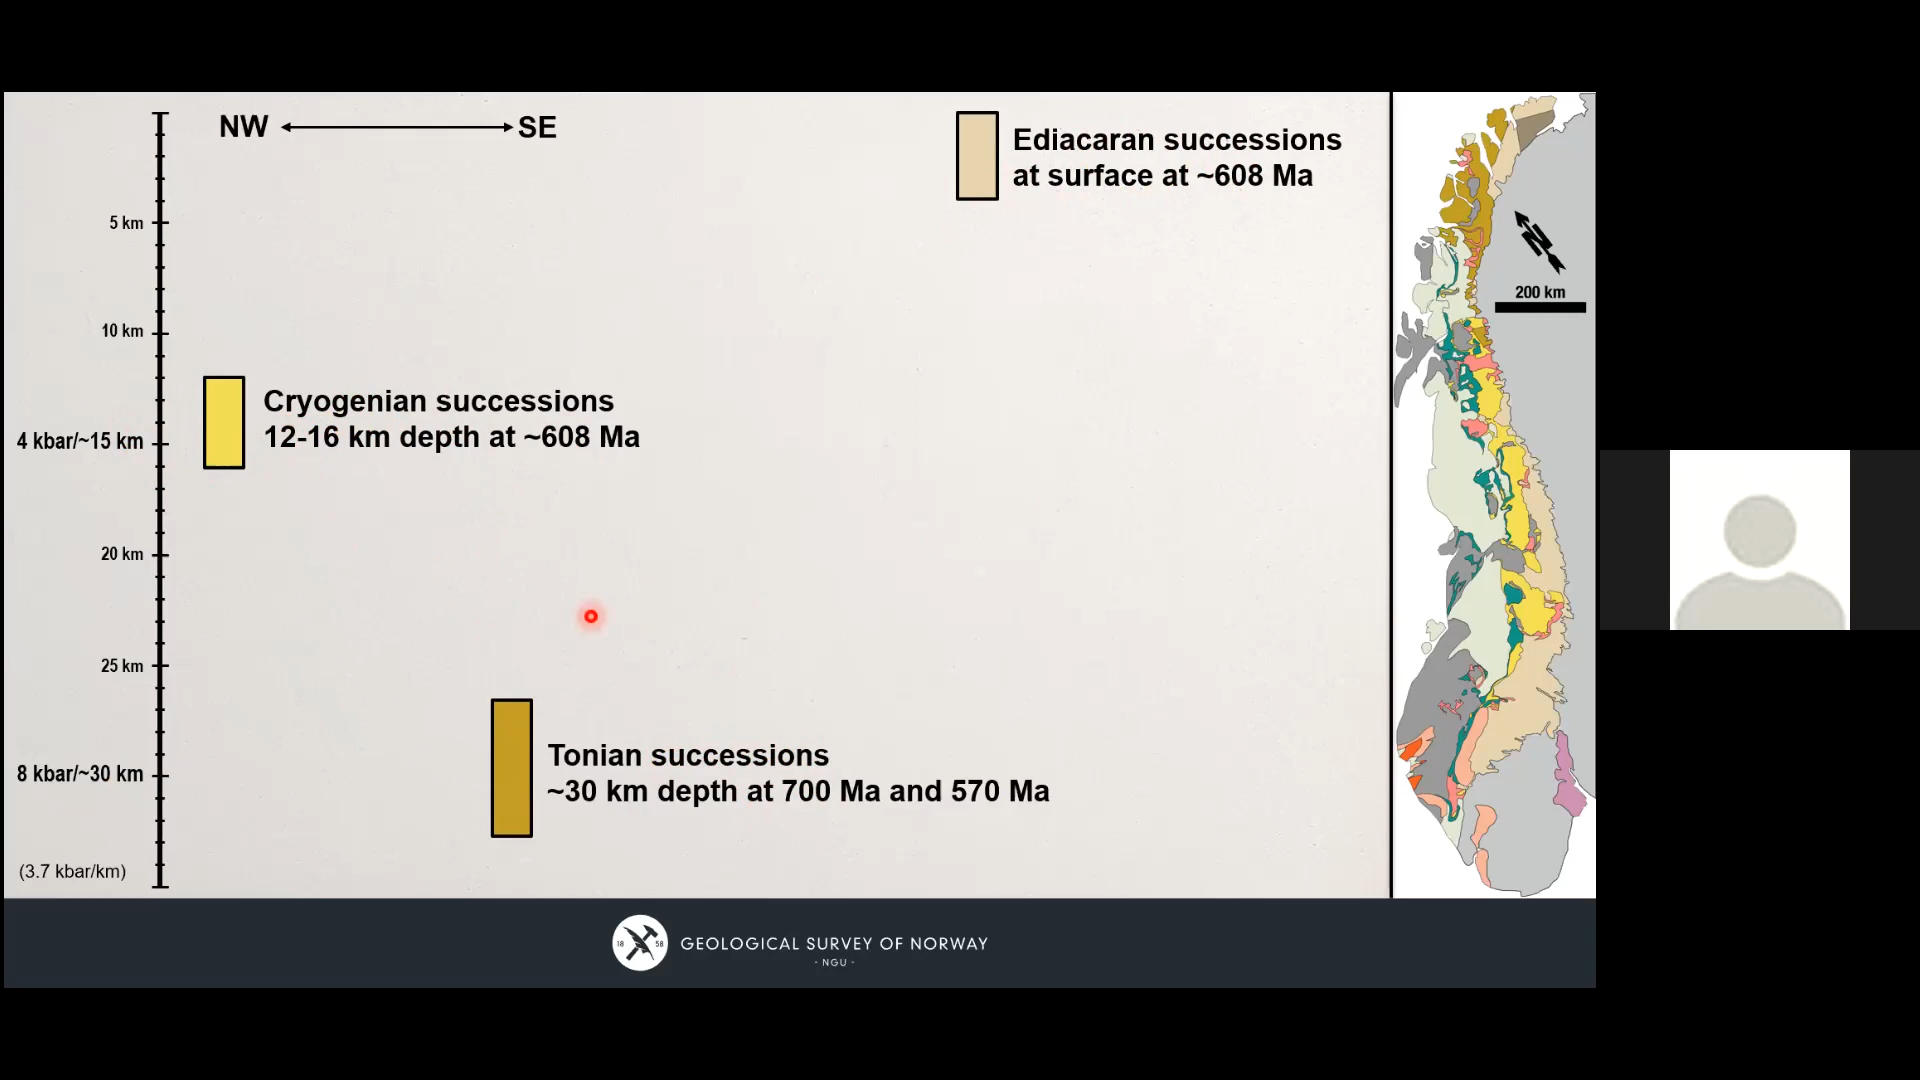 NW
SE
Ediacaran successions
at surface at ~608 Ma
5 km
10 km
Cryogenian successions
12-16 km depth at ~608 Ma
4 kbar/~15 km
20 km
25 km
Tonian successions
~30 km depth at 700 Ma and 570 Ma
8 kbar/~30 km
(3.7 kbar/km)
N
200 km
18 58
GEOLOGICAL SURVEY OF NORWAY
- NGU -